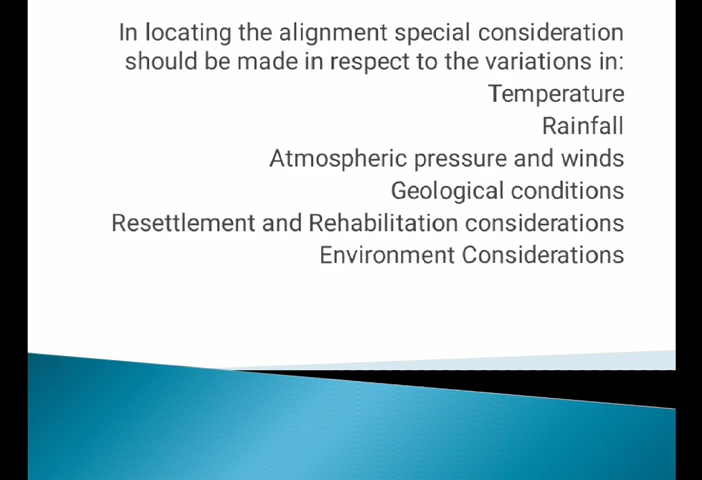 In locating the alignment special consideration
should be made in respect to the variations in:
Temperature
Rainfall
Atmospheric pressure and winds
Geological conditions
Resettlement and Rehabilitation considerations
Environment Considerations